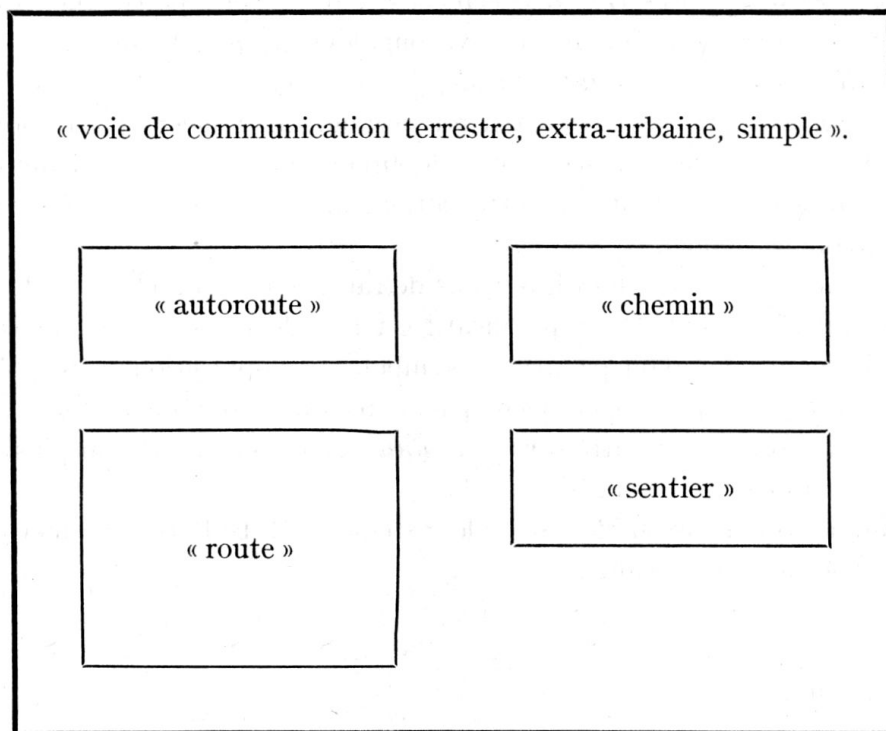 « voie de communication terrestre, extra-urbaine, simple ».
« autoroute »
« chemin »
« route »
« sentier »